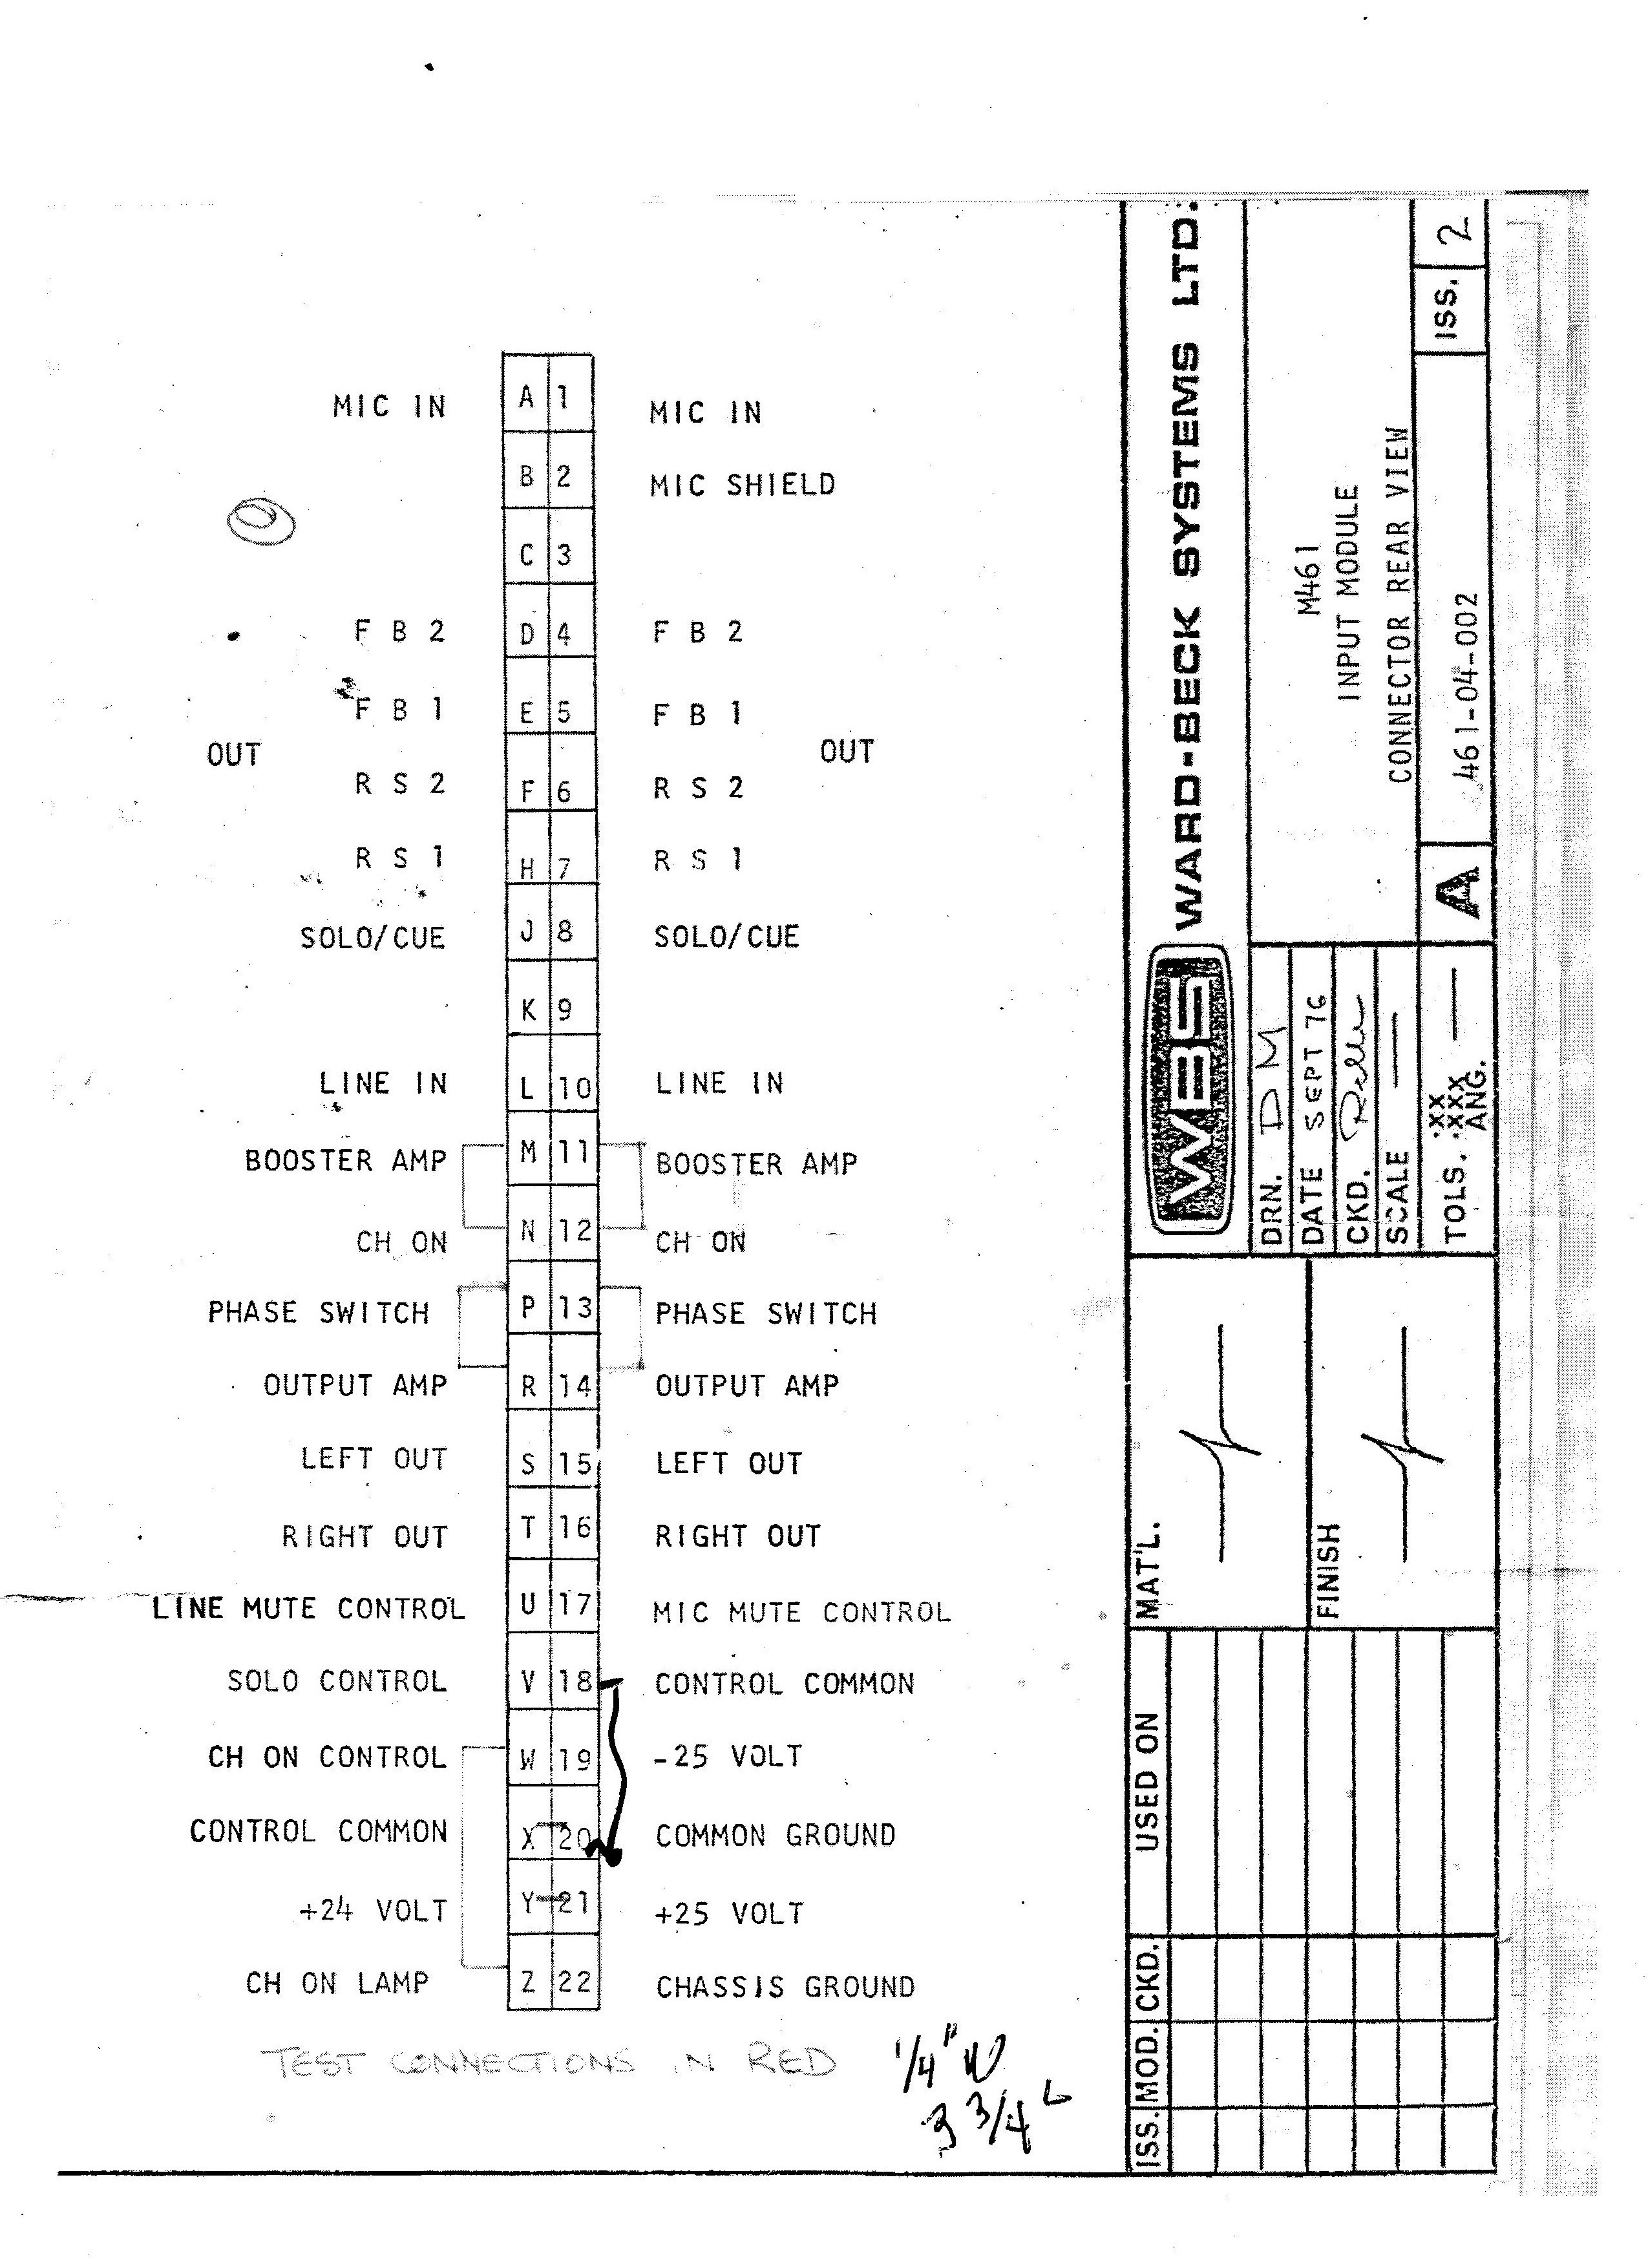 MIC IN A 1 MIC IN
B 2 MIC SHIELD
C 3
F B 2 D 4 F B 2
F B 1 E 5 F B 1
OUT OUT
R S 2 F 6 R S 2
R S 1 H 7 R S 1
SOLO/CUE J 8 SOLO/CUE
K 9
LINE IN L 10 LINE IN
BOOSTER AMP M 11 BOOSTER AMP
CH ON N 12 CH ON
PHASE SWITCH P 13 PHASE SWITCH
OUTPUT AMP R 14 OUTPUT AMP
LEFT OUT S 15 LEFT OUT
RIGHT OUT T 16 RIGHT OUT
LINE MUTE CONTROL U 17 MIC MUTE CONTROL
SOLO CONTROL V 18 CONTROL COMMON
CH ON CONTROL W 19 -25 VOLT
CONTROL COMMON X 20 COMMON GROUND
+24 VOLT Y 21 +25 VOLT
CH ON LAMP Z 22 CHASSIS GROUND
TEST CONNECTIONS IN RED
1/4" W
3 3/4 L
ISS. MOD. CKD. USED ON
MAT'L.
FINISH
WBS WARD-BECK SYSTEMS LTD.
DRN. DM
DATE SEPT 76
CKD.
SCALE
TOLS. .XX
.XXX
ANG.
M461
INPUT MODULE
CONNECTOR REAR VIEW
A 461-04-002 ISS. 2